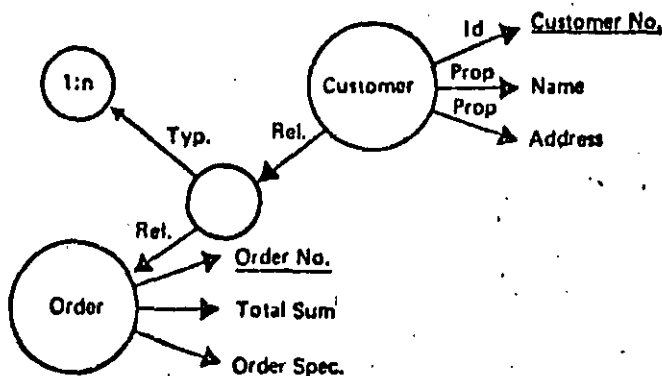 Id
Customer No.
1:n
Customer
Prop
Name
Prop
Typ.
Rel.
Address
Rel.
Order No.
Order
Total Sum
Order Spec.